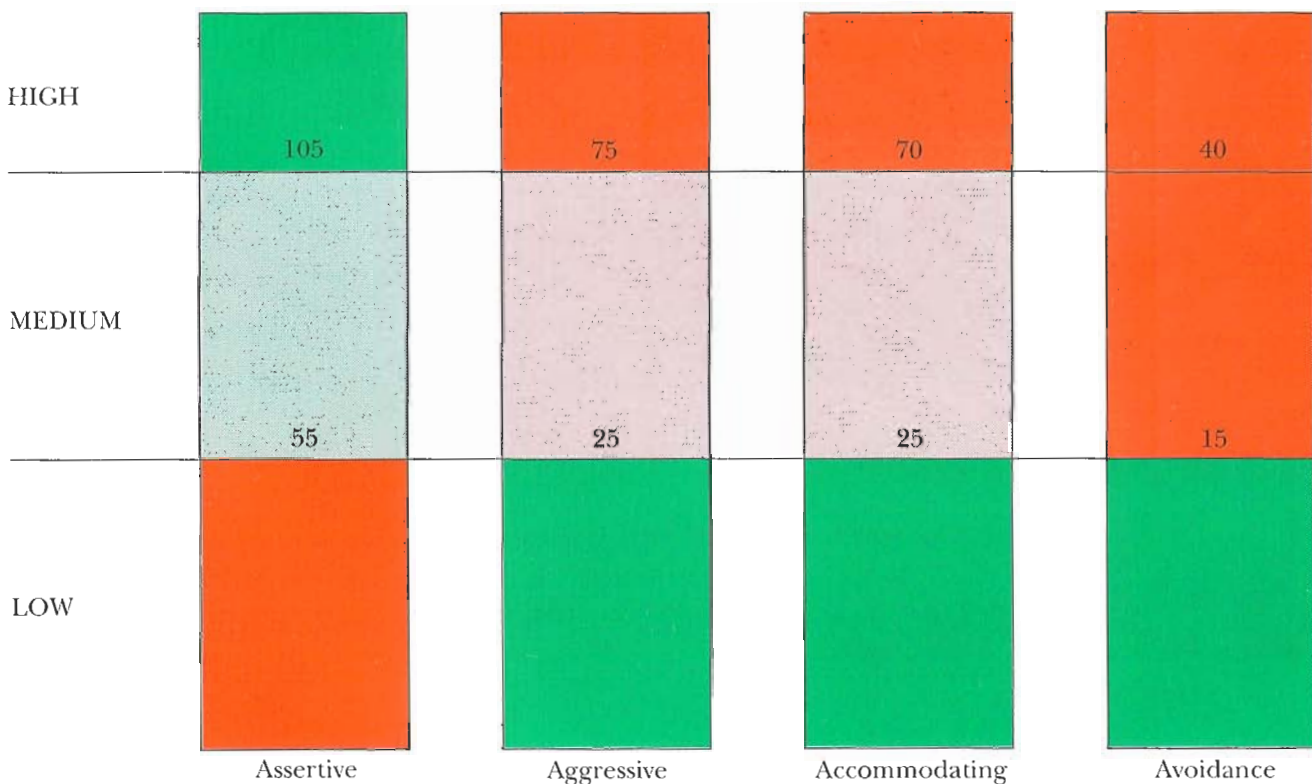 HIGH
105 75 70 40
MEDIUM
55 25 25 15
LOW
Assertive Aggressive Accommodating Avoidance